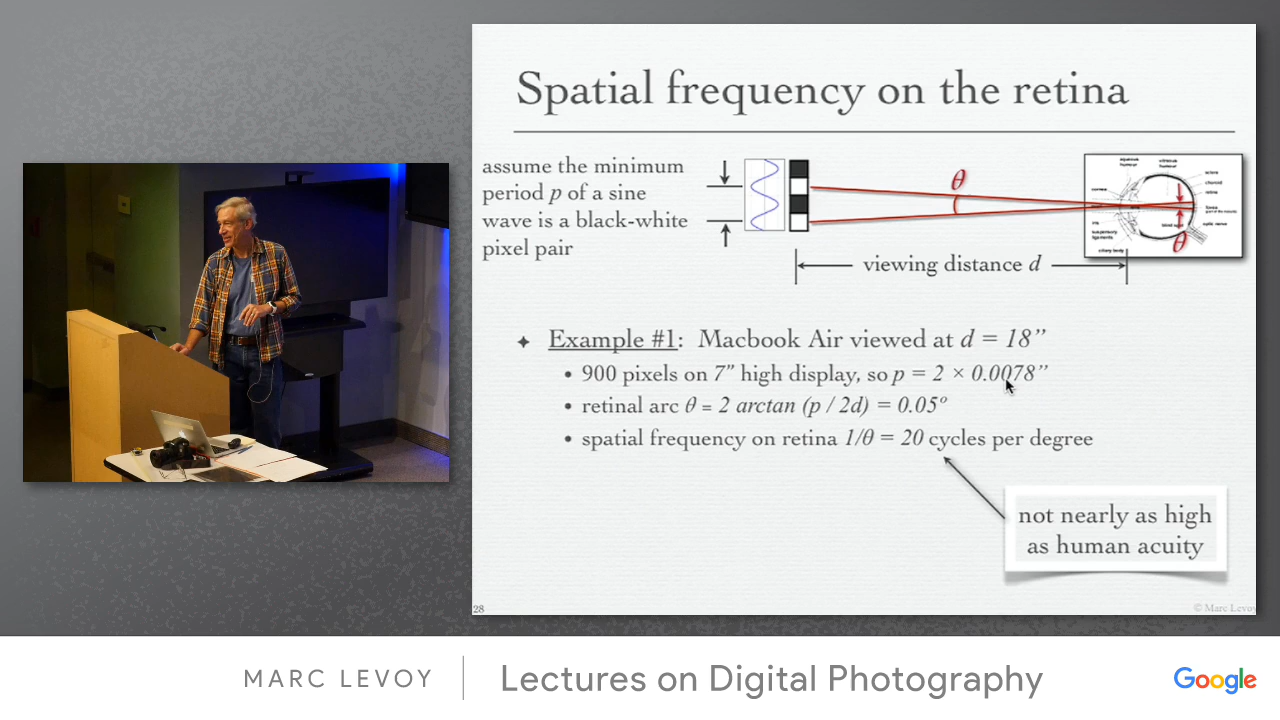 Spatial frequency on the retina
assume the minimum
period p of a sine
wave is a black-white
pixel pair
θ
θ
viewing distance d
✦ Example #1: Macbook Air viewed at d = 18”
• 900 pixels on 7” high display, so p = 2 × 0.0078”
• retinal arc θ = 2 arctan (p / 2d) = 0.05º
• spatial frequency on retina 1/θ = 20 cycles per degree
not nearly as high
as human acuity
28
© Marc Levoy
MARC LEVOY
Lectures on Digital Photography
Google